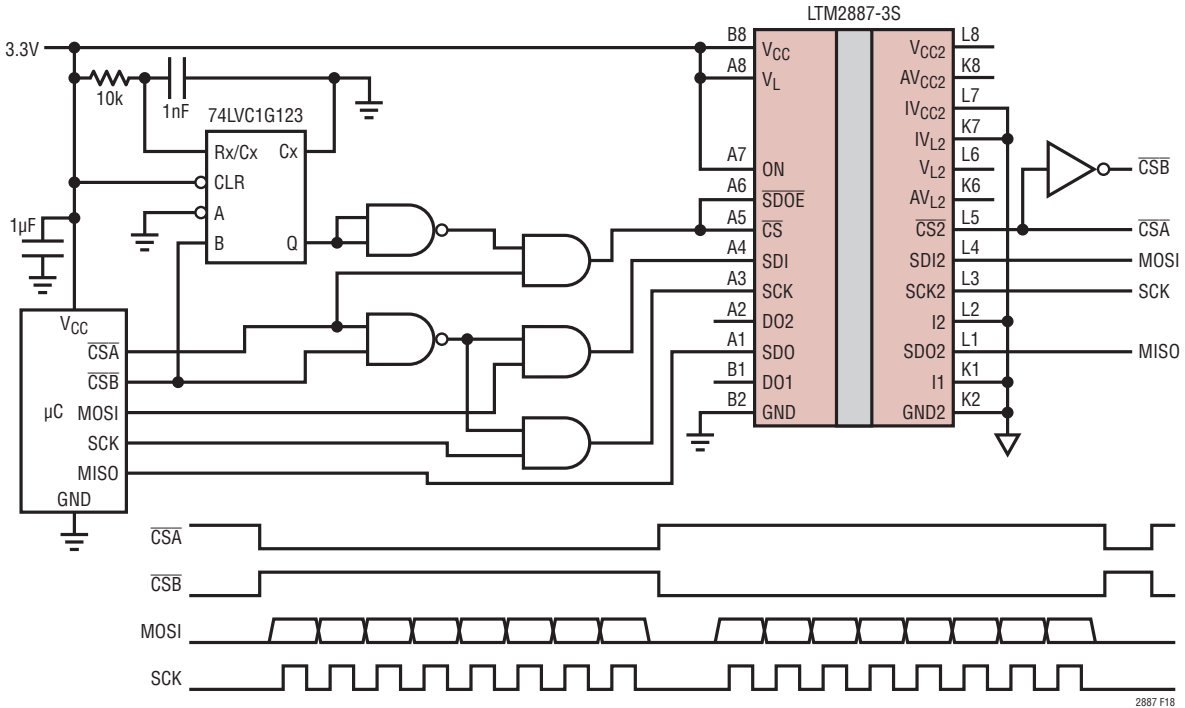 LTM2887-3S
3.3V
10k
1nF
74LVC1G123
Rx/Cx Cx
CLR
A
B Q
1µF
VCC
CSA
CSB
µC MOSI
SCK
MISO
GND
B8 VCC VCC2 L8
A8 VL AVCC2 K8
IVCC2 L7
IVL2 K7
A7 ON VL2 L6
A6 SDOE AVL2 K6
A5 CS CS2 L5
A4 SDI SDI2 L4
A3 SCK SCK2 L3
A2 DO2 I2 L2
A1 SDO SDO2 L1
B1 DO1 I1 K1
B2 GND GND2 K2
CSB
CSA
MOSI
SCK
MISO
CSA
CSB
MOSI
SCK
2887 F18